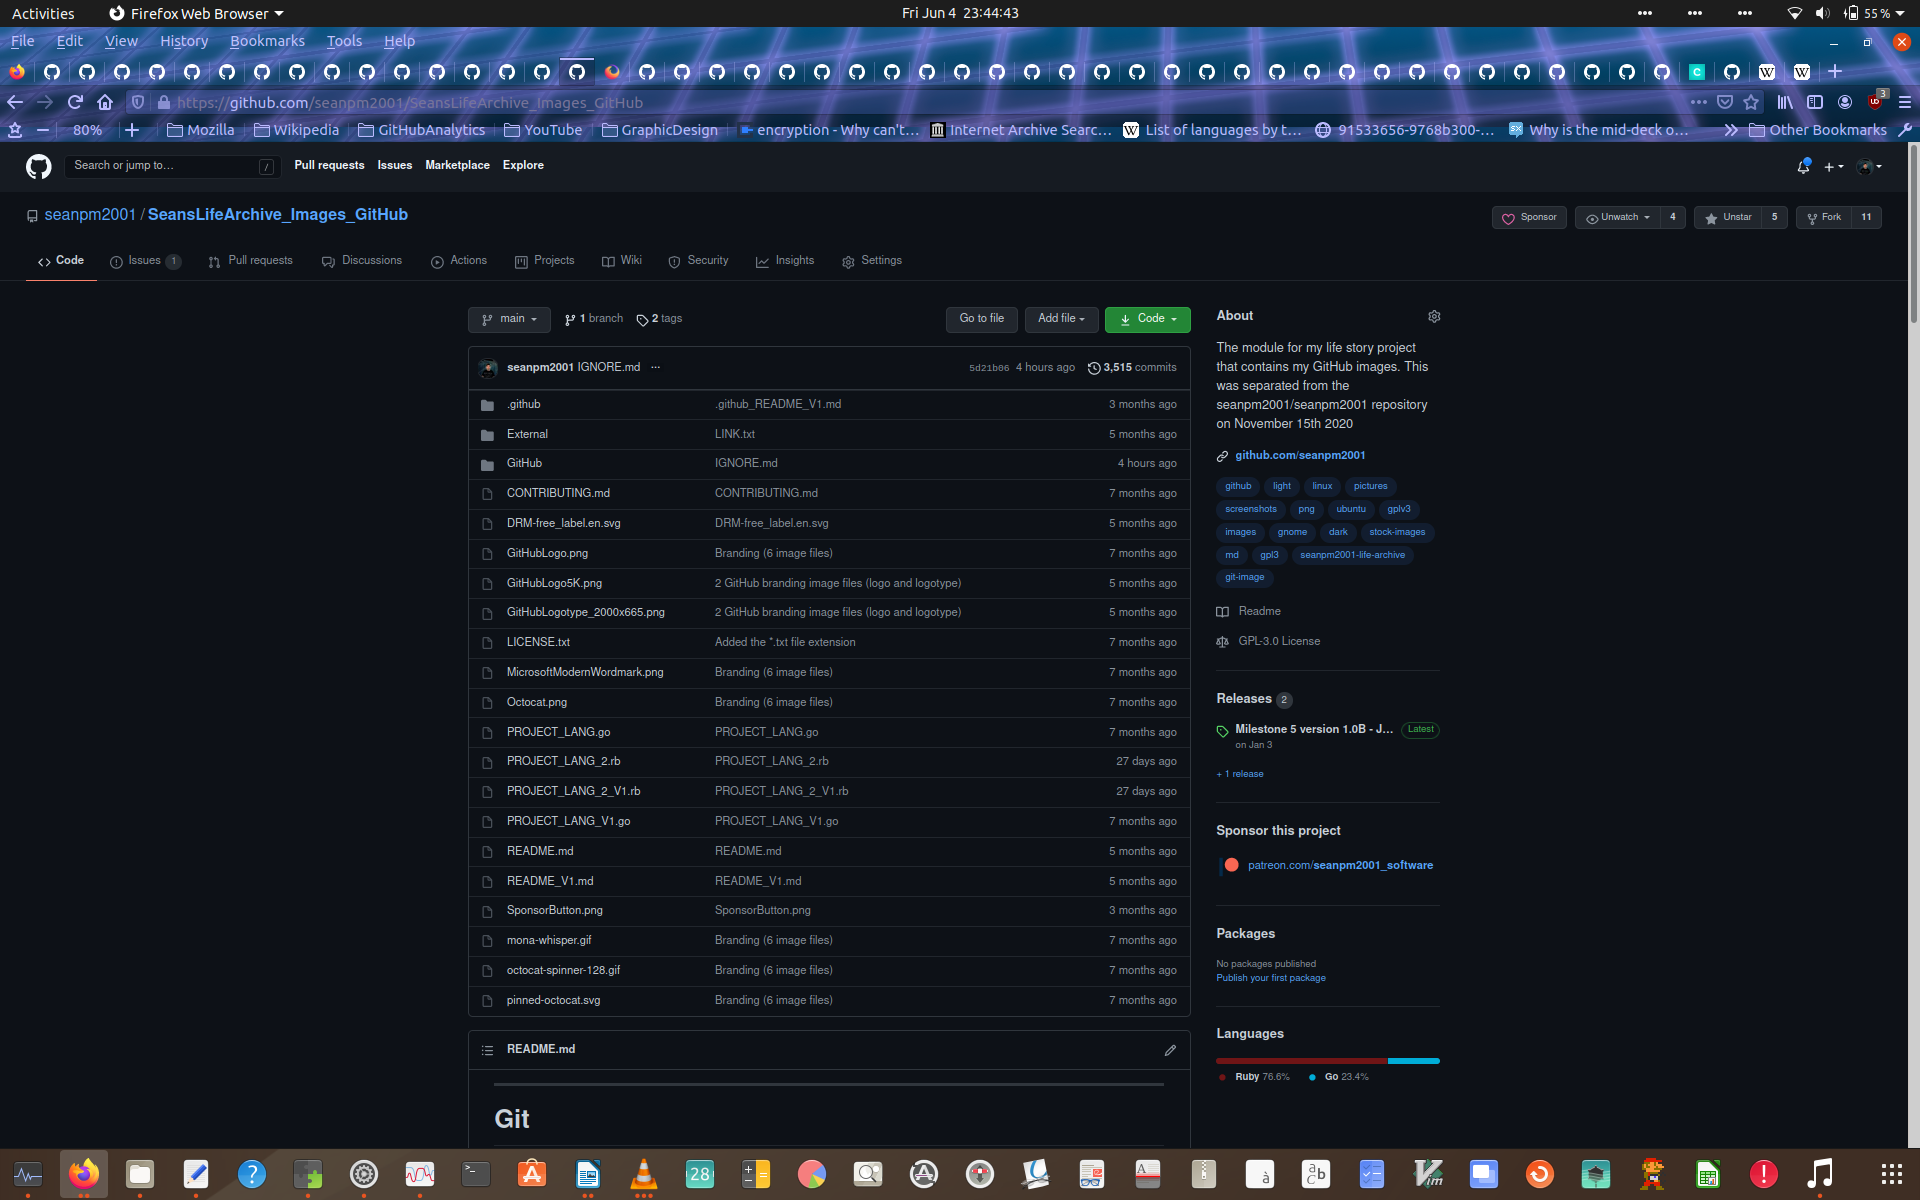 Activities Firefox Web Browser Fri Jun 4 23:44:43 55 %
File Edit View History Bookmarks Tools Help
https://github.com/seanpm2001/SeansLifeArchive_Images_GitHub 3
80% Mozilla Wikipedia GitHubAnalytics YouTube GraphicDesign encryption - Why can't… Internet Archive Searc… List of languages by t… 91533656-9768b300-… Why is the mid-deck o… Other Bookmarks
Search or jump to… / Pull requests Issues Marketplace Explore
seanpm2001 / SeansLifeArchive_Images_GitHub
Sponsor Unwatch 4 Unstar 5 Fork 11
Code Issues 1 Pull requests Discussions Actions Projects Wiki Security Insights Settings
main 1 branch 2 tags Go to file Add file Code
seanpm2001 IGNORE.md ... 5d21b06 4 hours ago 3,515 commits
.github .github_README_V1.md 3 months ago
External LINK.txt 5 months ago
GitHub IGNORE.md 4 hours ago
CONTRIBUTING.md CONTRIBUTING.md 7 months ago
DRM-free_label.en.svg DRM-free_label.en.svg 5 months ago
GitHubLogo.png Branding (6 image files) 7 months ago
GitHubLogo5K.png 2 GitHub branding image files (logo and logotype) 5 months ago
GitHubLogotype_2000x665.png 2 GitHub branding image files (logo and logotype) 5 months ago
LICENSE.txt Added the *.txt file extension 7 months ago
MicrosoftModernWordmark.png Branding (6 image files) 7 months ago
Octocat.png Branding (6 image files) 7 months ago
PROJECT_LANG.go PROJECT_LANG.go 7 months ago
PROJECT_LANG_2.rb PROJECT_LANG_2.rb 27 days ago
PROJECT_LANG_2_V1.rb PROJECT_LANG_2_V1.rb 27 days ago
PROJECT_LANG_V1.go PROJECT_LANG_V1.go 7 months ago
README.md README.md 5 months ago
README_V1.md README_V1.md 5 months ago
SponsorButton.png SponsorButton.png 3 months ago
mona-whisper.gif Branding (6 image files) 7 months ago
octocat-spinner-128.gif Branding (6 image files) 7 months ago
pinned-octocat.svg Branding (6 image files) 7 months ago
README.md
Git
About
The module for my life story project
that contains my GitHub images. This
was separated from the
seanpm2001/seanpm2001 repository
on November 15th 2020
github.com/seanpm2001
github light linux pictures
screenshots png ubuntu gplv3
images gnome dark stock-images
md gpl3 seanpm2001-life-archive
git-image
Readme
GPL-3.0 License
Releases 2
Milestone 5 version 1.0B - J... Latest
on Jan 3
+ 1 release
Sponsor this project
patreon.com/seanpm2001_software
Packages
No packages published
Publish your first package
Languages
Ruby 76.6% Go 23.4%
28